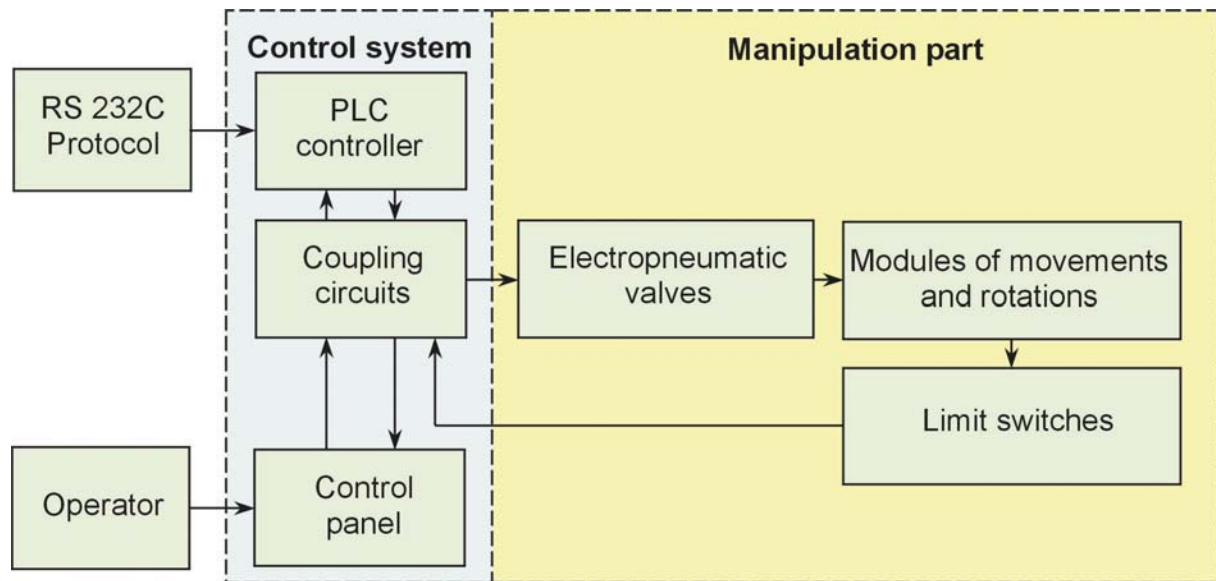 Control system
Manipulation part
RS 232C
Protocol
PLC
controller
Coupling
circuits
Electropneumatic
valves
Modules of movements
and rotations
Limit switches
Operator
Control
panel